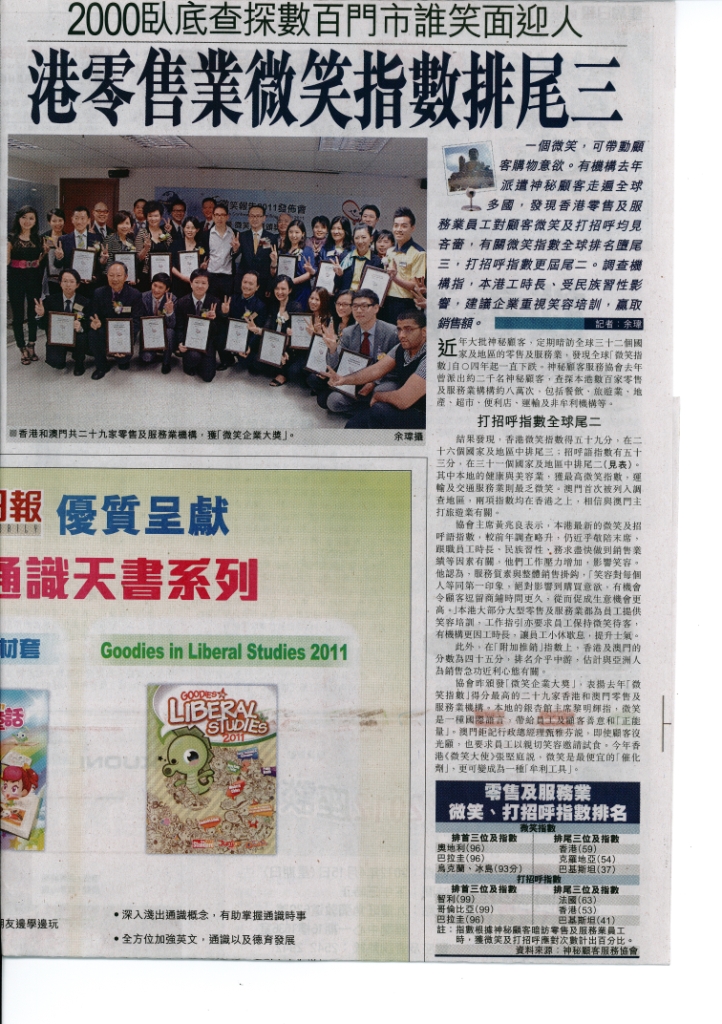 2000臥底查探數百門市誰笑面迎人
港零售業微笑指數排尾三
一個微笑，可帶動顧
客購物意欲。有機構去年
派遣神秘顧客走遍全球
多國，發現香港零售及服
務業員工對顧客微笑及打招呼均見
吝嗇，有關微笑指數全球排名墮尾
三，打招呼指數更屈尾二。調查機
構指，本港工時長、受民族習性影
響，建議企業重視笑容培訓，贏取
銷售額。
記者：余瑋
近年大批神秘顧客，定期暗訪全球三十二個國
家及地區的零售及服務業，發現全球「微笑指
數」自〇四年起一直下跌。神秘顧客服務協會去年
曾派出約二千名神秘顧客，查探本港數百家零售
及服務業機構約八萬次，包括餐飲、旅遊業、地
產、超市、便利店、運輸及非牟利機構等。
打招呼指數全球尾二
結果發現，香港微笑指數得五十九分，在二
十六個國家及地區中排尾三；招呼語指數有五十
三分，在三十一個國家及地區中排尾二（見表）。
其中本地的健康與美容業，獲最高微笑指數，運
輸及交通服務業則最乏微笑。澳門首次被列入調
查地區，兩項指數均在香港之上，相信與澳門主
打旅遊業有關。
協會主席黃兆良表示，本港最新的微笑及招
呼語指數，較前年調查略升，仍近乎敬陪末席，
跟職員工時長、民族習性、務求盡快做到銷售業
績等因素有關，他們工作壓力增加，影響笑容。
他認為，服務質素與整體銷售掛鈎，「笑容對每個
人等同第一印象，絕對影響到購買意欲，有機會
令顧客逗留商鋪時間更久，從而促成生意機會更
高。」本港大部分大型零售及服務業都為員工提供
笑容培訓，工作指引亦要求員工保持微笑待客，
有機構更因工時長，讓員工小休歇息，提升士氣。
此外，在「附加推銷」指數上，香港及澳門的
分數為四十五分，排名介乎中游，估計與亞洲人
為銷售急功近利心態有關。
協會昨頒發「微笑企業大獎」，表揚去年「微
笑指數」得分最高的二十九家香港和澳門零售及
服務業機構。本地的銀杏館主席黎明師指，微笑
是一種國際語言，帶給員工及顧客善意和「正能
量」。澳門鉅記行政總經理甄雅芬說，即使顧客沒
光顧，也要求員工以親切笑容邀請試食，今年香
港《微笑大使》張堅庭說，微笑是最便宜的「催化
劑」，更可變成為一種「牟利工具」。
微笑報告2011發佈會
■香港和澳門共二十九家零售及服務業機構，獲「微笑企業大獎」。
余瑋攝
日報
優質呈獻
通識天書系列
材套
Goodies in Liberal Studies 2011
GOODIES
LIBERAL
STUDIES
2011
話
朋友邊學邊玩
•深入淺出通識概念，有助掌握通識時事
•全方位加強英文，通識以及德育發展
零售及服務業
微笑、打招呼指數排名
微笑指數
排首三位及指數 排尾三位及指數
奧地利(96) 香港(59)
巴拉圭(96) 克羅地亞(54)
烏克蘭、冰島(93分) 巴基斯坦(37)
打招呼指數
排首三位及指數 排尾三位及指數
智利(99) 法國(63)
哥倫比亞(99) 香港(53)
巴拉圭(96) 巴基斯坦(41)
註：指數根據神秘顧客暗訪零售及服務業員工
時，獲微笑及打招呼應對次數計出百分比。
資料來源：神秘顧客服務協會